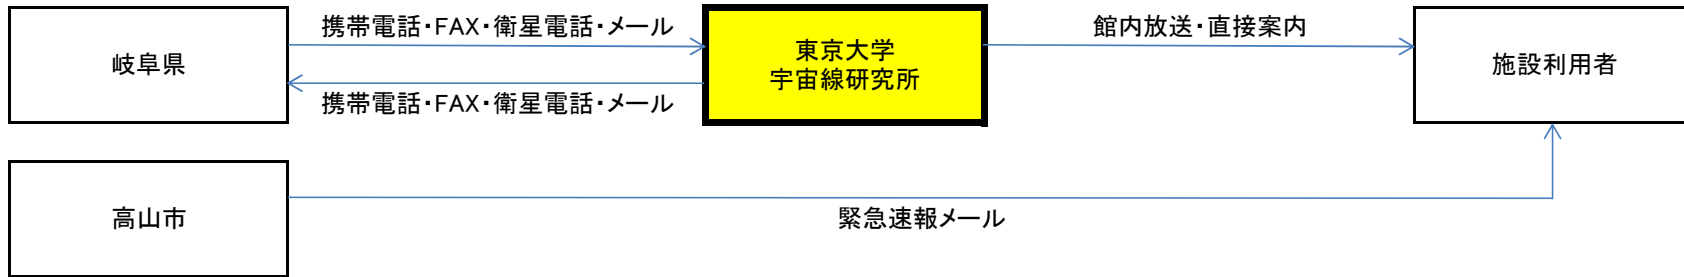 携帯電話・FAX・衛星電話・メール
館内放送・直接案内
岐阜県
東京大学
宇宙線研究所
施設利用者
携帯電話・FAX・衛星電話・メール
高山市
緊急速報メール